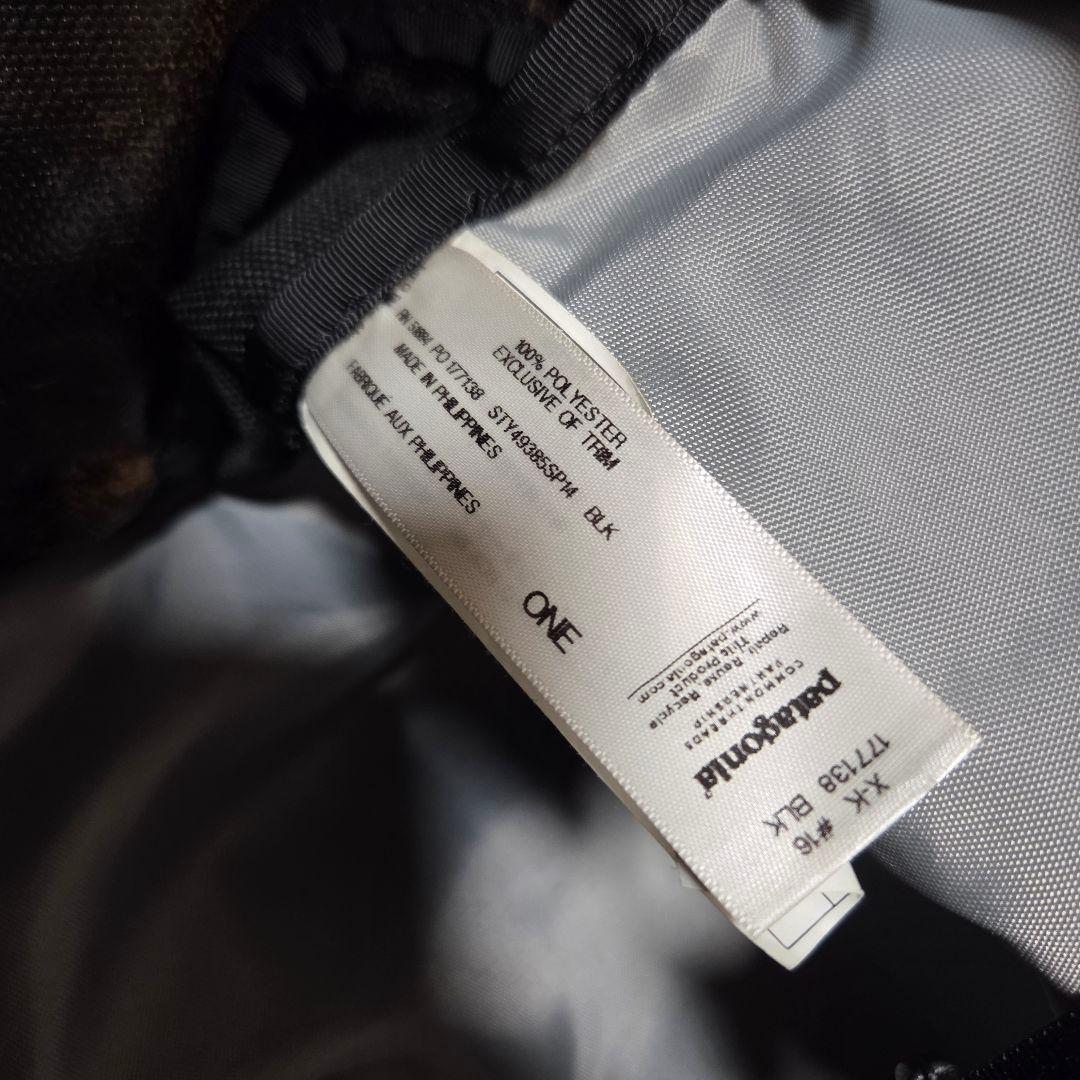 100% POLYESTER
EXCLUSIVE OF TRIM
RN 51884 PO 177138 STY49385SP14 BLK
MADE IN PHILIPPINES
FABRIQUE AUX PHILIPPINES
ONE
www.patagonia.com
This Product
Repair Reuse Recycle
PARTNERSHIP
COMMON THREADS
patagonia
177138 BLK
X-K #16